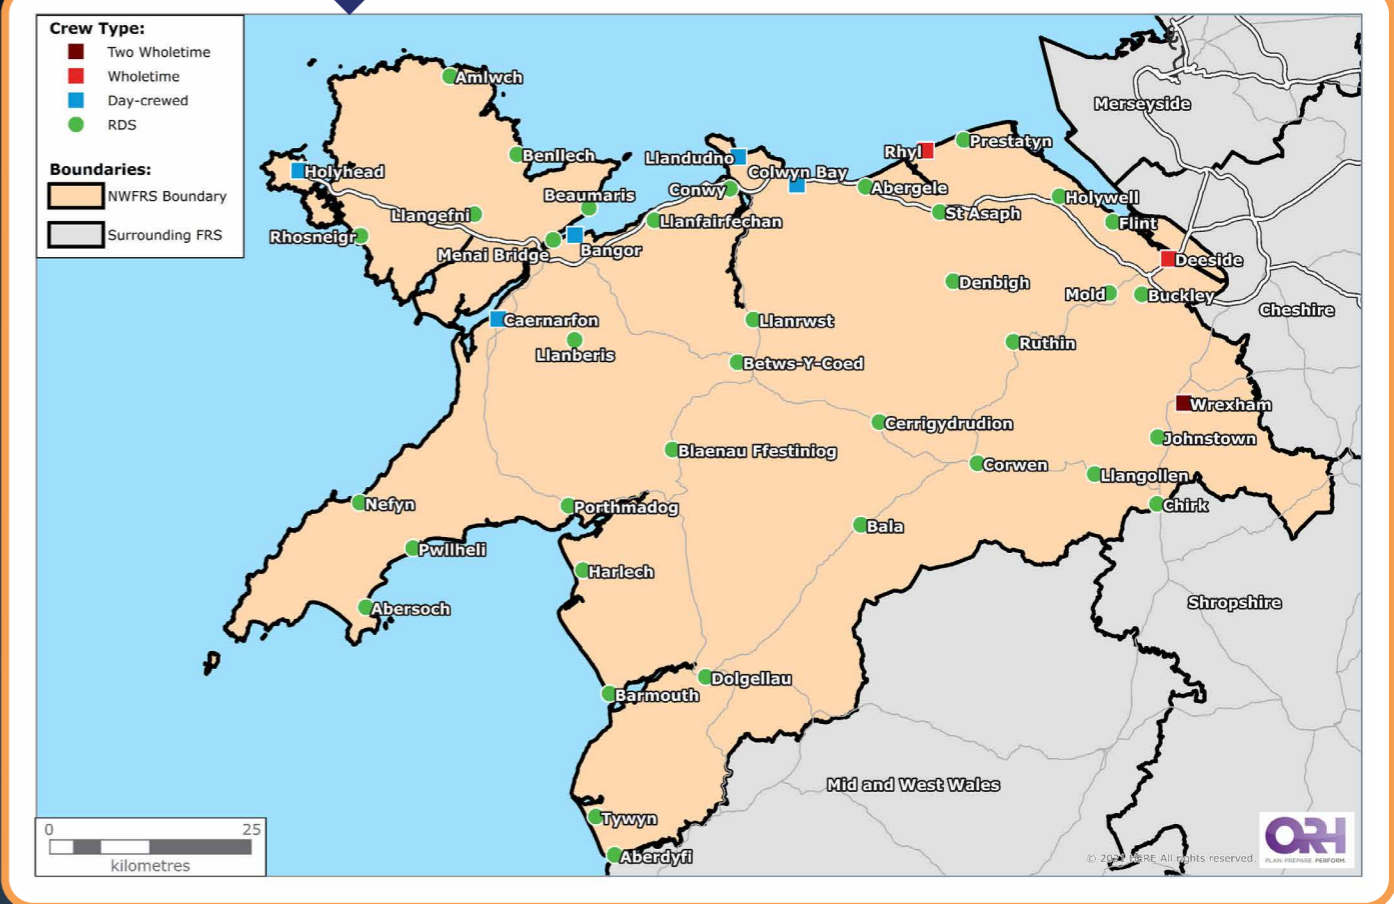 Crew Type:
Two Wholetime
Wholetime
Day-crewed
RDS
Boundaries:
NWFRS Boundary
Surrounding FRS
Amlwch
Merseyside
Prestatyn
Rhyl
Benllech
Llandudno
Holyhead
Colwyn Bay
Conwy
Abergele
Beaumaris
Holywell
Llangefni
St Asaph
Llanfairfechan
Flint
Rhosneigr
Menai Bridge
Bangor
Deeside
Denbigh
Mold
Buckley
Cheshire
Caernarfon
Llanrwst
Llanberis
Ruthin
Betws-Y-Coed
Wrexham
Cerrigydrudion
Johnstown
Blaenau Ffestiniog
Corwen
Llangollen
Nefyn
Porthmadog
Chirk
Bala
Pwllheli
Harlech
Abersoch
Shropshire
Dolgellau
Barmouth
Mid and West Wales
Tywyn
Aberdyfi
0 25
kilometres
ORH
PLAN. PREPARE. PERFORM.
HERE All rights reserved.